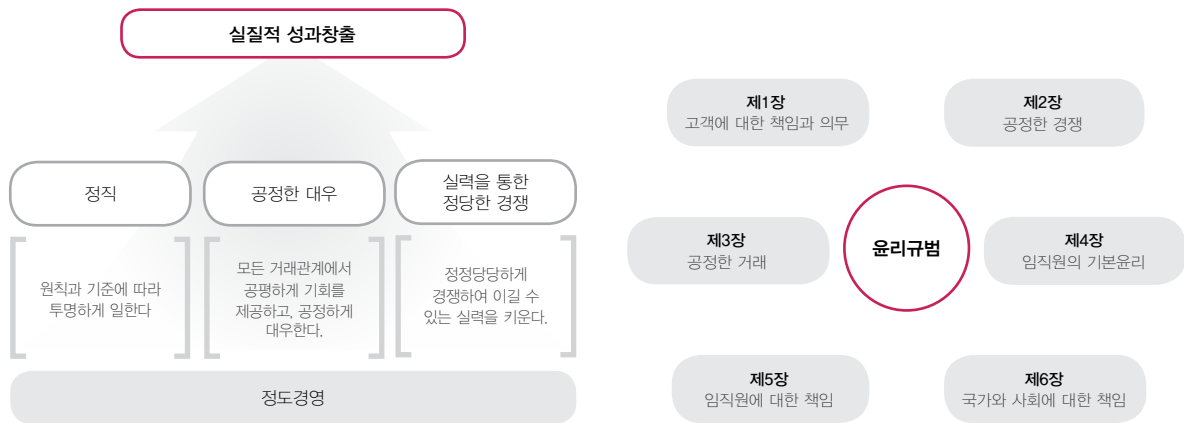 실질적 성과창출
정직
공정한 대우
실력을 통한
정당한 경쟁
원칙과 기준에 따라
투명하게 일한다
모든 거래관계에서
공평하게 기회를
제공하고, 공정하게
대우한다.
정정당당하게
경쟁하여 이길 수
있는 실력을 키운다.
정도경영
제1장
고객에 대한 책임과 의무
제2장
공정한 경쟁
제3장
공정한 거래
윤리규범
제4장
임직원의 기본윤리
제5장
임직원에 대한 책임
제6장
국가와 사회에 대한 책임